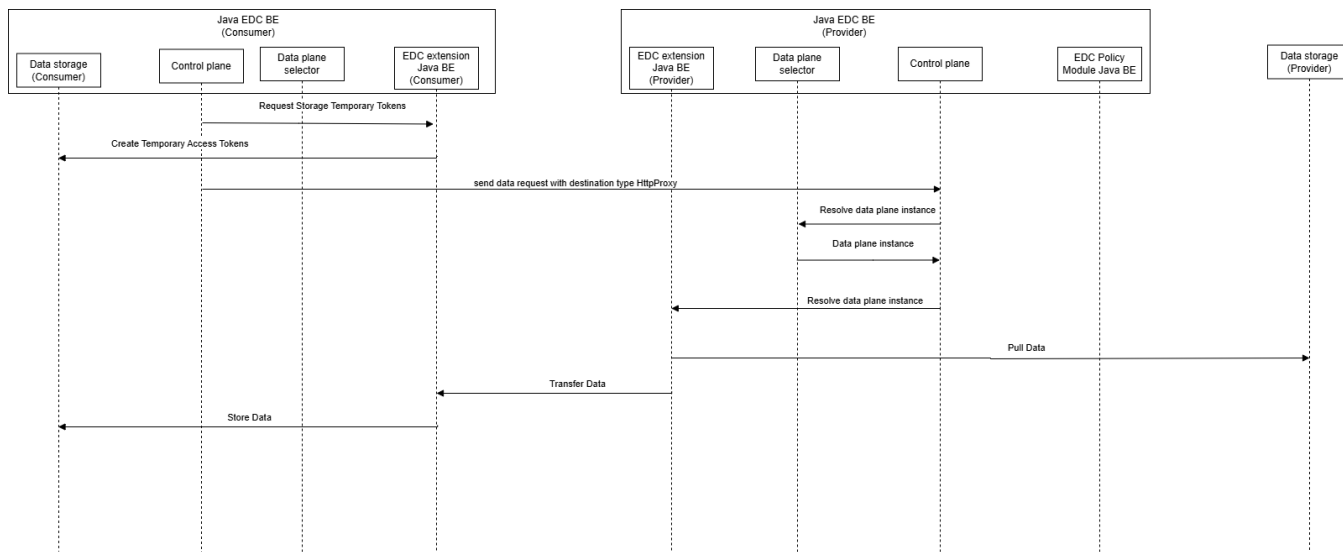 Java EDC BE
(Consumer)
Java EDC BE
(Provider)
Data storage
(Consumer)
Control plane
Data plane
selector
EDC extension
Java BE
(Consumer)
EDC extension
Java BE
(Provider)
Data plane
selector
Control plane
EDC Policy
Module Java BE
Data storage
(Provider)
Request Storage Temporary Tokens
Create Temporary Access Tokens
send data request with destination type HttpProxy
Resolve data plane instance
Data plane instance
Resolve data plane instance
Pull Data
Transfer Data
Store Data